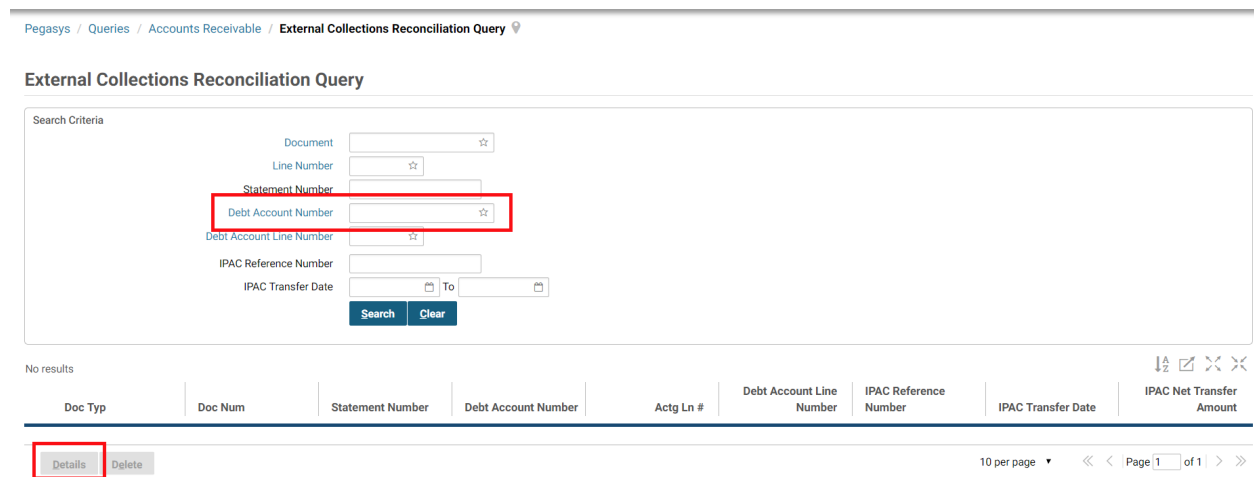 Pegasys / Queries / Accounts Receivable / External Collections Reconciliation Query
External Collections Reconciliation Query
Search Criteria
Document
Line Number
Statement Number
Debt Account Number
Debt Account Line Number
IPAC Reference Number
IPAC Transfer Date To
Search Clear
No results
Doc Typ Doc Num Statement Number Debt Account Number Actg Ln # Debt Account Line Number IPAC Reference Number IPAC Transfer Date IPAC Net Transfer Amount
Details Delete 10 per page Page 1 of 1